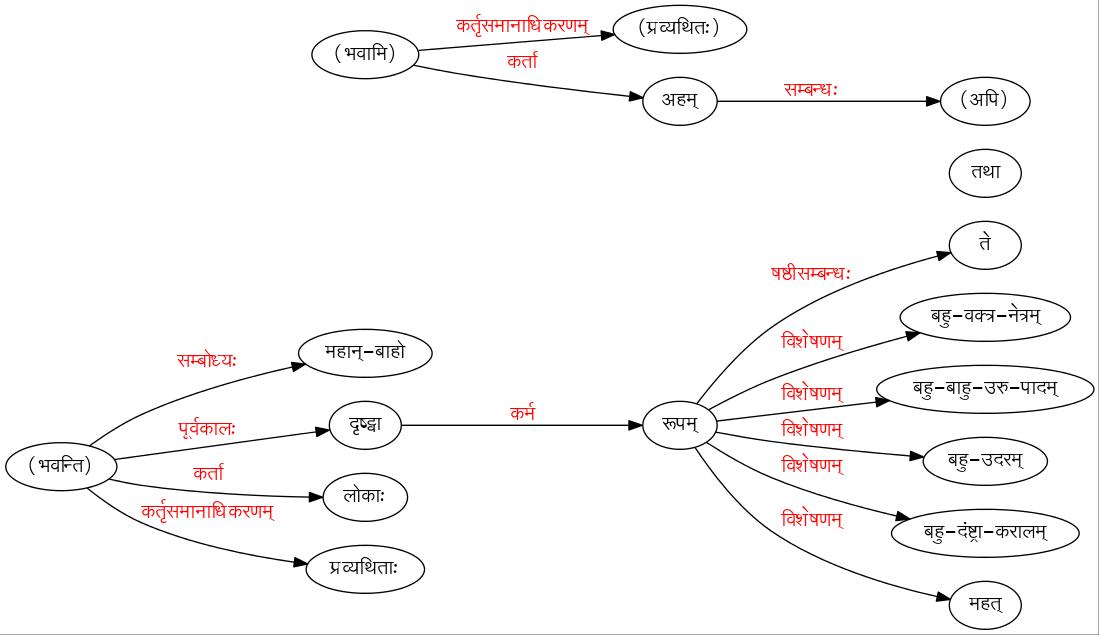 कर्तृसमानाधिकरणम्
(प्रव्यथितः)
(भवामि)
कर्ता
अहम्
सम्बन्धः
(अपि)
तथा
ते
षष्ठीसम्बन्धः
बहु-वक्त्र-नेत्रम्
विशेषणम्
सम्बोध्यः
महान्-बाहो
बहु-बाहु-उरु-पादम्
विशेषणम्
पूर्वकालः
दृष्ट्वा
कर्म
रूपम्
विशेषणम्
(भवन्ति)
बहु-उदरम्
विशेषणम्
कर्ता
लोकाः
कर्तृसमानाधिकरणम्
विशेषणम्
बहु-दंष्ट्रा-करालम्
प्रव्यथिताः
महत्